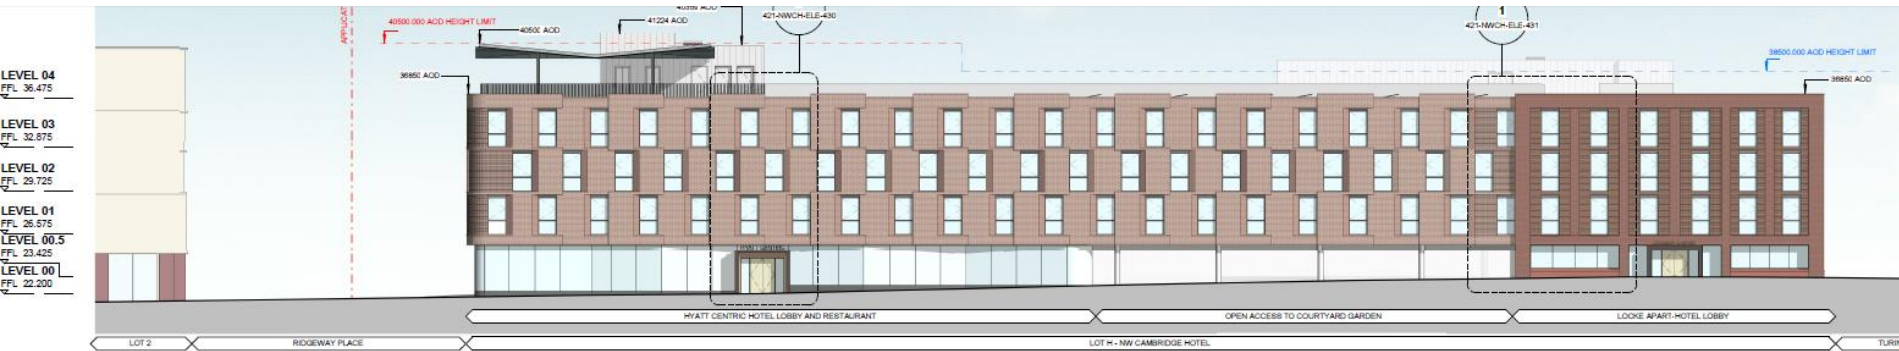 40350 AOD
1
421-NWCH-ELE-430
421-NWCH-ELE-431
40500.000 AOD HEIGHT LIMIT
41224 AOD
40500 AOD
38500.000 AOD HEIGHT LIMIT
36850 AOD
36850 AOD
LEVEL 04
FFL 36.475
LEVEL 03
FFL 32.875
LEVEL 02
FFL 29.725
LEVEL 01
FFL 26.575
LEVEL 00.5
FFL 23.425
LEVEL 00
FFL 22.200
HYATT CENTRIC HOTEL LOBBY AND RESTAURANT
OPEN ACCESS TO COURTYARD GARDEN
LOCKE APART-HOTEL LOBBY
LOT 2
RIDGEWAY PLACE
LOT H - NW CAMBRIDGE HOTEL